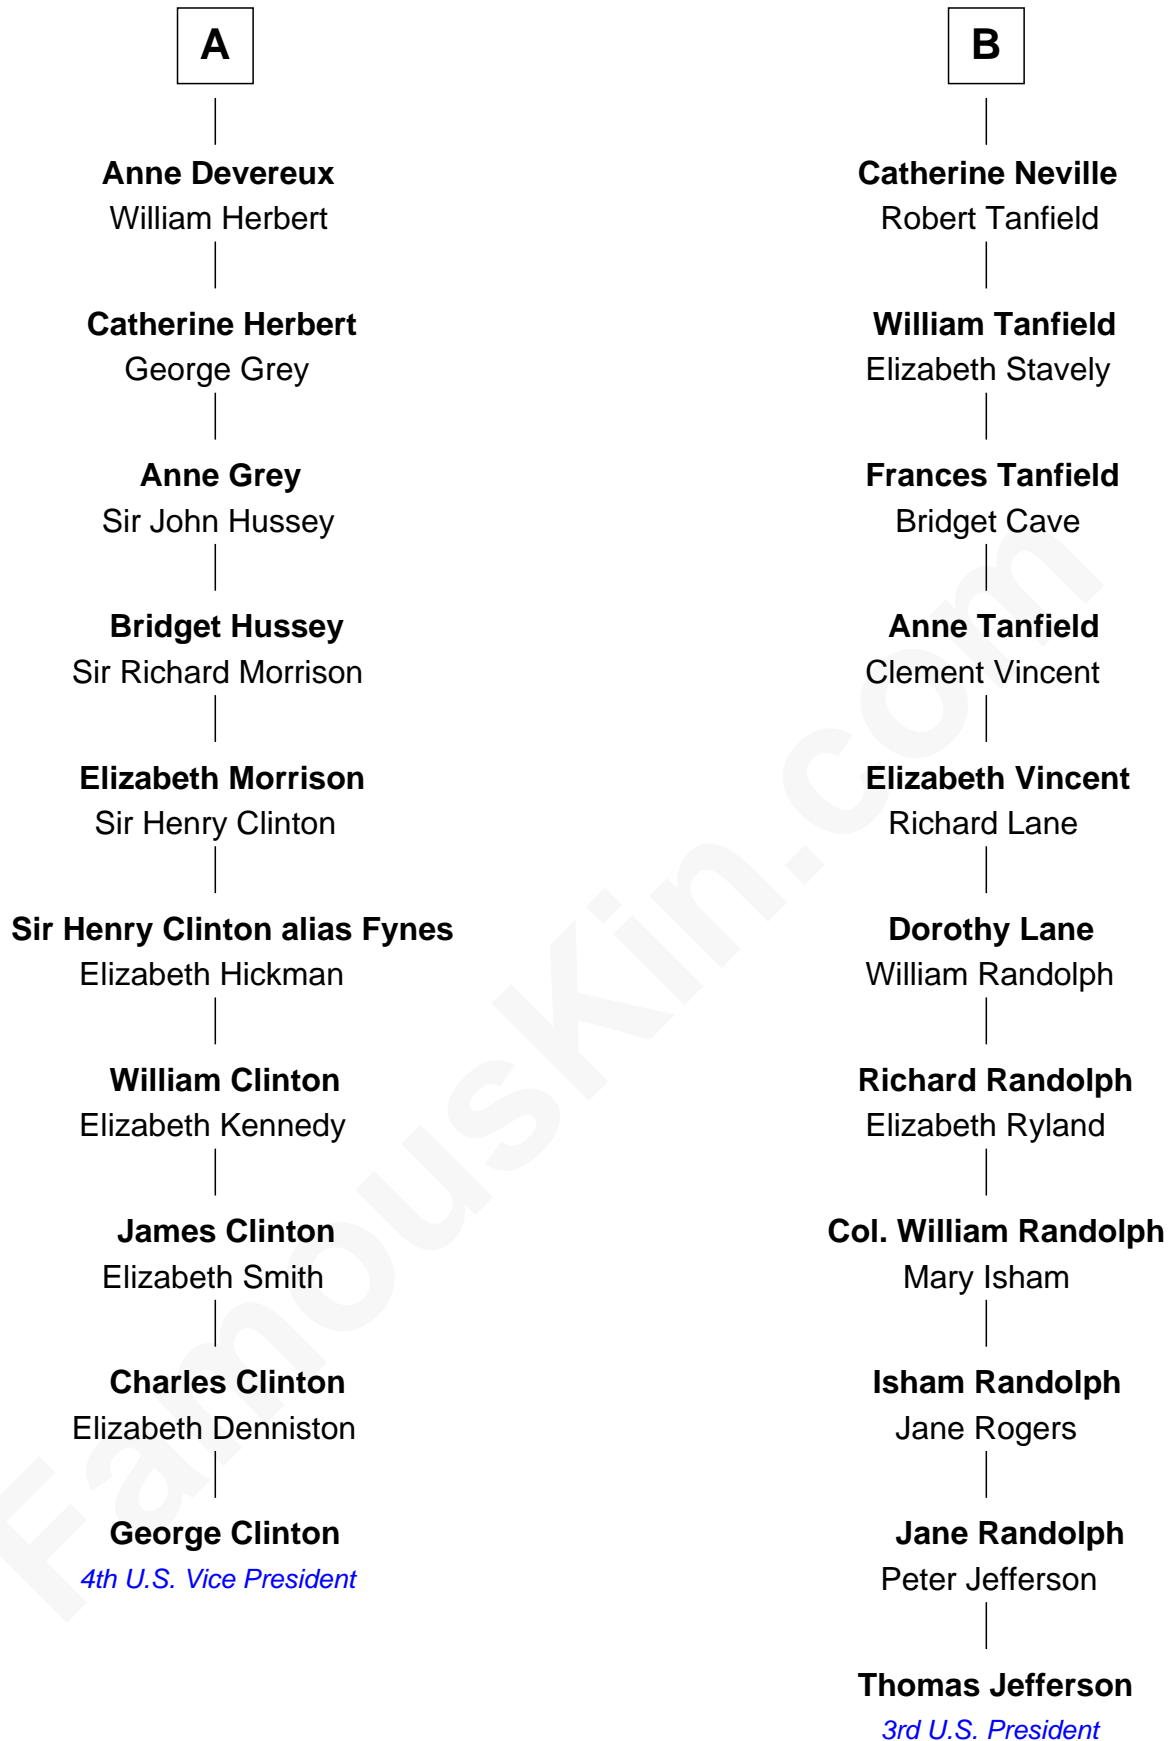 A
Anne Devereux
William Herbert
Catherine Herbert
George Grey
Anne Grey
Sir John Hussey
Bridget Hussey
Sir Richard Morrison
Elizabeth Morrison
Sir Henry Clinton
Sir Henry Clinton alias Fynes
Elizabeth Hickman
William Clinton
Elizabeth Kennedy
James Clinton
Elizabeth Smith
Charles Clinton
Elizabeth Denniston
George Clinton
4th U.S. Vice President
B
Catherine Neville
Robert Tanfield
William Tanfield
Elizabeth Stavely
Frances Tanfield
Bridget Cave
Anne Tanfield
Clement Vincent
Elizabeth Vincent
Richard Lane
Dorothy Lane
William Randolph
Richard Randolph
Elizabeth Ryland
Col. William Randolph
Mary Isham
Isham Randolph
Jane Rogers
Jane Randolph
Peter Jefferson
Thomas Jefferson
3rd U.S. President
FamousKin.com